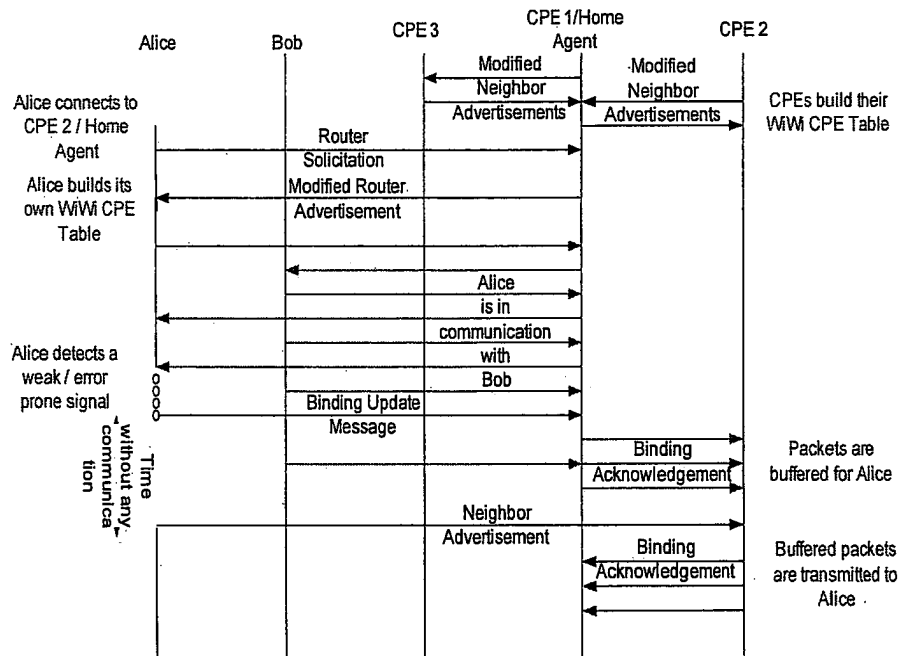 Alice
Bob
CPE 3
CPE 1/Home
Agent
CPE 2
Modified
Neighbor
Advertisements
Modified
Neighbor
Advertisements
CPEs build their
WiWi CPE Table
Alice connects to
CPE 2 / Home
Agent
Router
Solicitation
Alice builds its
own WiWi CPE
Table
Modified Router
Advertisement
Alice
is in
communication
with
Bob
Alice detects a
weak / error
prone signal
Binding Update
Message
Time
without any
communica
tion
Binding
Acknowledgement
Packets are
buffered for Alice
Neighbor
Advertisement
Binding
Acknowledgement
Buffered packets
are transmitted to
Alice